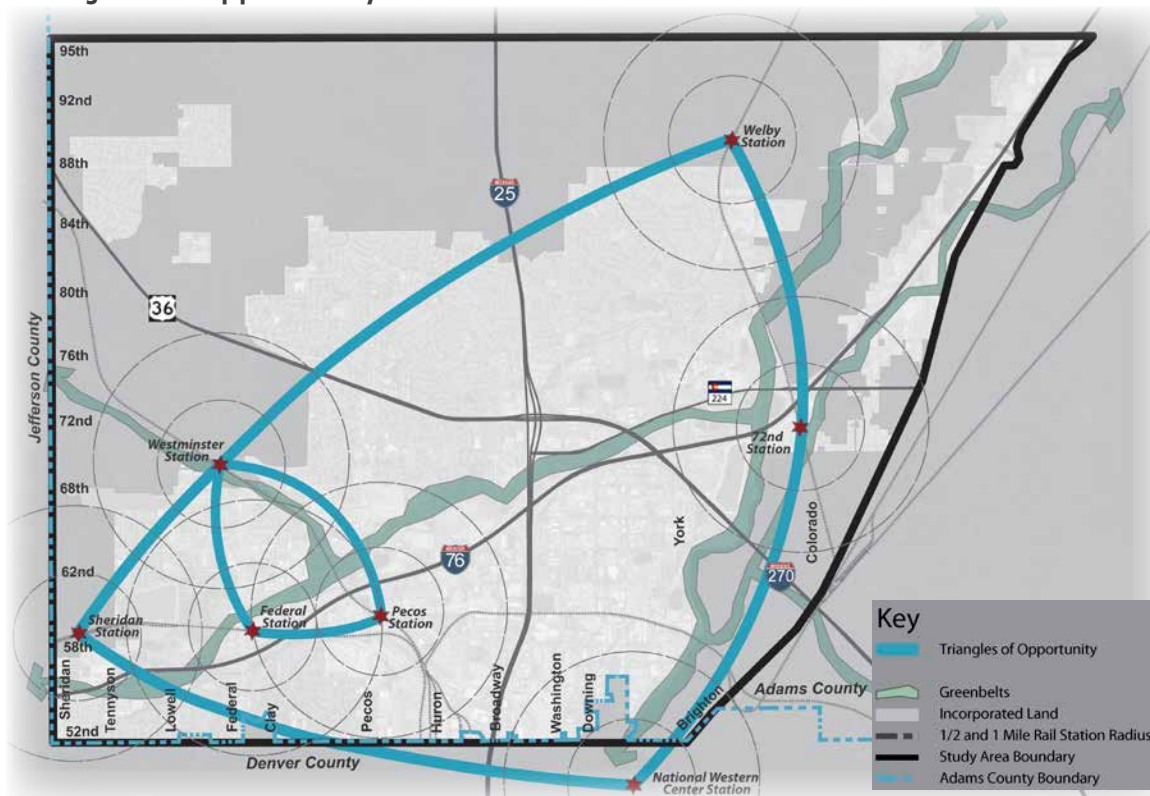 95th
92nd
88th
84th
80th
76th
72nd
68th
62nd
58th
52nd
Jefferson County
36
25
Welby
Station
224
Westminster
Station
72nd
Station
76
270
York
Colorado
Sheridan
Station
Federal
Station
Pecos
Station
Sheridan
Tennyson
Lowell
Federal
Clay
Pecos
Huron
Broadway
Washington
Downing
Brighton
Adams County
Denver County
National Western
Center Station
Key
Triangles of Opportunity
Greenbelts
Incorporated Land
1/2 and 1 Mile Rail Station Radius
Study Area Boundary
Adams County Boundary